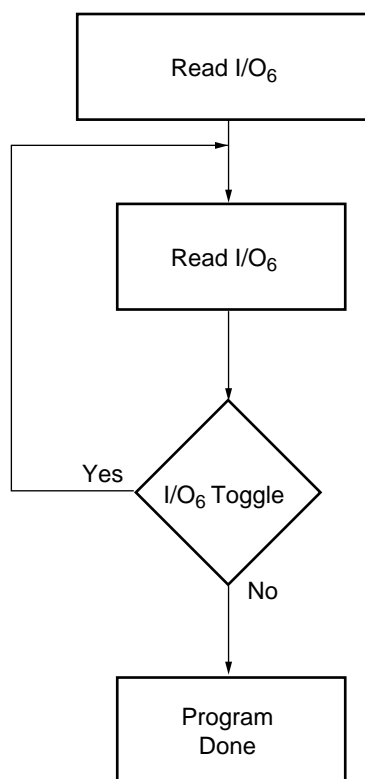 Read I/O₆
Read I/O₆
I/O₆ Toggle
Yes
No
Program
Done